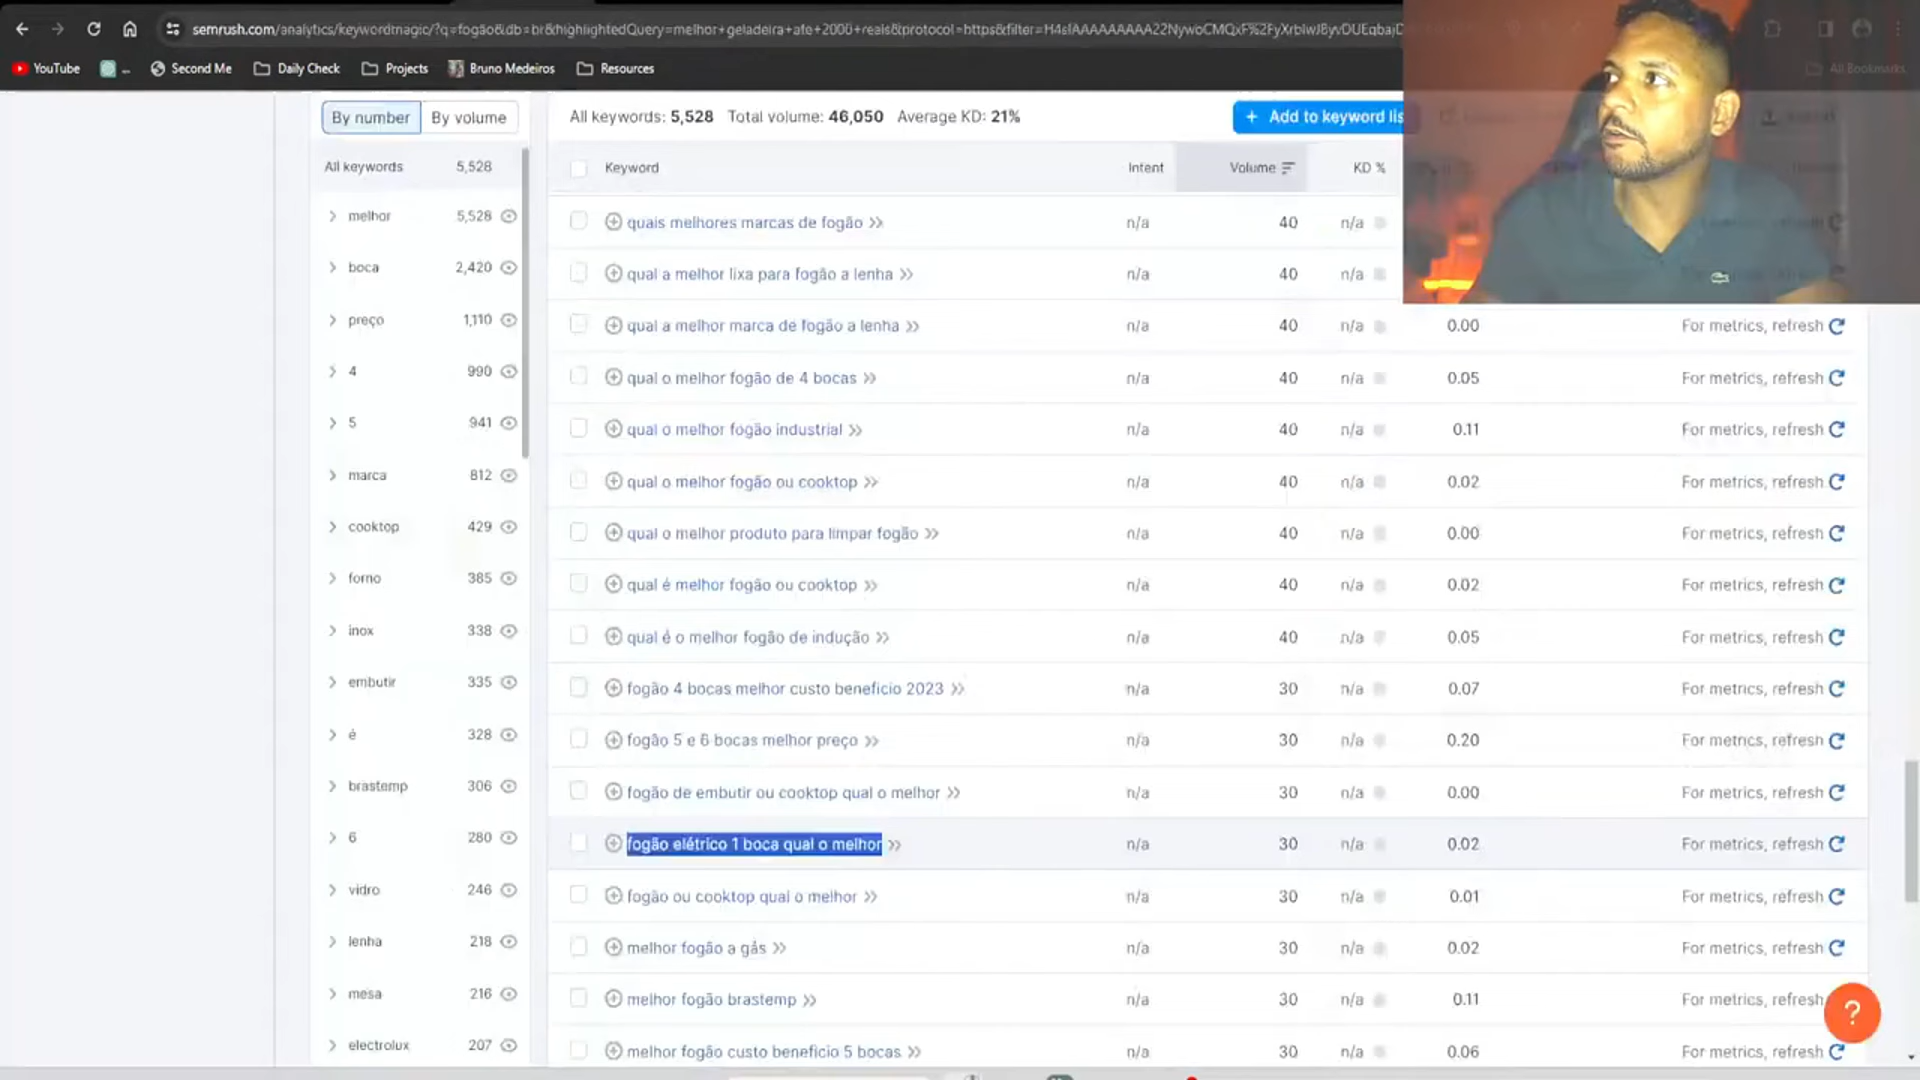 semrush.com/analytics/keywordmagic/?q=fogão&db=br&highlightedQuery=melhor+geladeira+ate+2000+reais&protocol=https&filter=
YouTube
...
Second Me
Daily Check
Projects
Bruno Medeiros
Resources
All Bookmarks
By number By volume
All keywords: 5,528 Total volume: 46,050 Average KD: 21%
+ Add to keyword lis
All keywords 5,528
Keyword Intent Volume KD %
melhor 5,528
quais melhores marcas de fogão >> n/a 40 n/a
boca 2,420
qual a melhor lixa para fogão a lenha >> n/a 40 n/a
preço 1,110
qual a melhor marca de fogão a lenha >> n/a 40 n/a 0.00 For metrics, refresh
4 990
qual o melhor fogão de 4 bocas >> n/a 40 n/a 0.05 For metrics, refresh
5 941
qual o melhor fogão industrial >> n/a 40 n/a 0.11 For metrics, refresh
marca 812
qual o melhor fogão ou cooktop >> n/a 40 n/a 0.02 For metrics, refresh
cooktop 429
qual o melhor produto para limpar fogão >> n/a 40 n/a 0.00 For metrics, refresh
forno 385
qual é melhor fogão ou cooktop >> n/a 40 n/a 0.02 For metrics, refresh
inox 338
qual é o melhor fogão de indução >> n/a 40 n/a 0.05 For metrics, refresh
embutir 335
fogão 4 bocas melhor custo beneficio 2023 >> n/a 30 n/a 0.07 For metrics, refresh
é 328
fogão 5 e 6 bocas melhor preço >> n/a 30 n/a 0.20 For metrics, refresh
brastemp 306
fogão de embutir ou cooktop qual o melhor >> n/a 30 n/a 0.00 For metrics, refresh
6 280
fogão elétrico 1 boca qual o melhor >> n/a 30 n/a 0.02 For metrics, refresh
vidro 246
fogão ou cooktop qual o melhor >> n/a 30 n/a 0.01 For metrics, refresh
lenha 218
melhor fogão a gás >> n/a 30 n/a 0.02 For metrics, refresh
mesa 216
melhor fogão brastemp >> n/a 30 n/a 0.11 For metrics, refresh
electrolux 207
melhor fogão custo beneficio 5 bocas >> n/a 30 n/a 0.06 For metrics, refresh
?